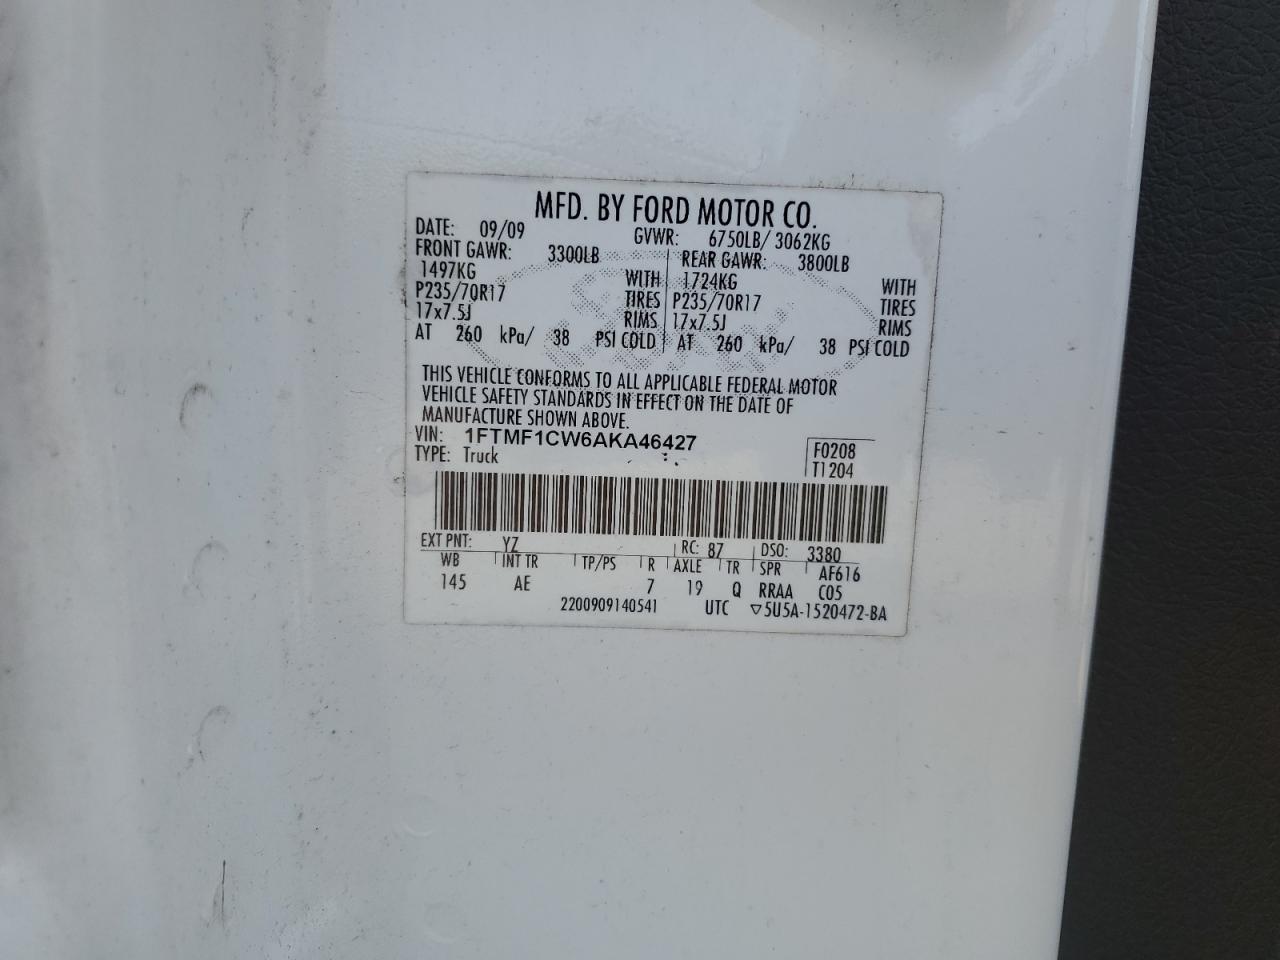 MFD. BY FORD MOTOR CO.
DATE: 09/09 GVWR: 6750LB/ 3062KG
FRONT GAWR: 3300LB REAR GAWR: 3800LB
1497KG WITH 1724KG WITH
P235/70R17 TIRES P235/70R17 TIRES
17x7.5J RIMS 17x7.5J RIMS
AT 260 kPa/ 38 PSI COLD AT 260 kPa/ 38 PSI COLD
THIS VEHICLE CONFORMS TO ALL APPLICABLE FEDERAL MOTOR
VEHICLE SAFETY STANDARDS IN EFFECT ON THE DATE OF
MANUFACTURE SHOWN ABOVE.
VIN: 1FTMF1CW6AKA46427 F0208
TYPE: Truck T1204
EXT PNT: YZ RC: 87 DSO: 3380
WB INT TR TP/PS R AXLE TR SPR AF616
145 AE 7 19 Q RRAA C05
2200909140541 UTC ▽5U5A-1520472-BA